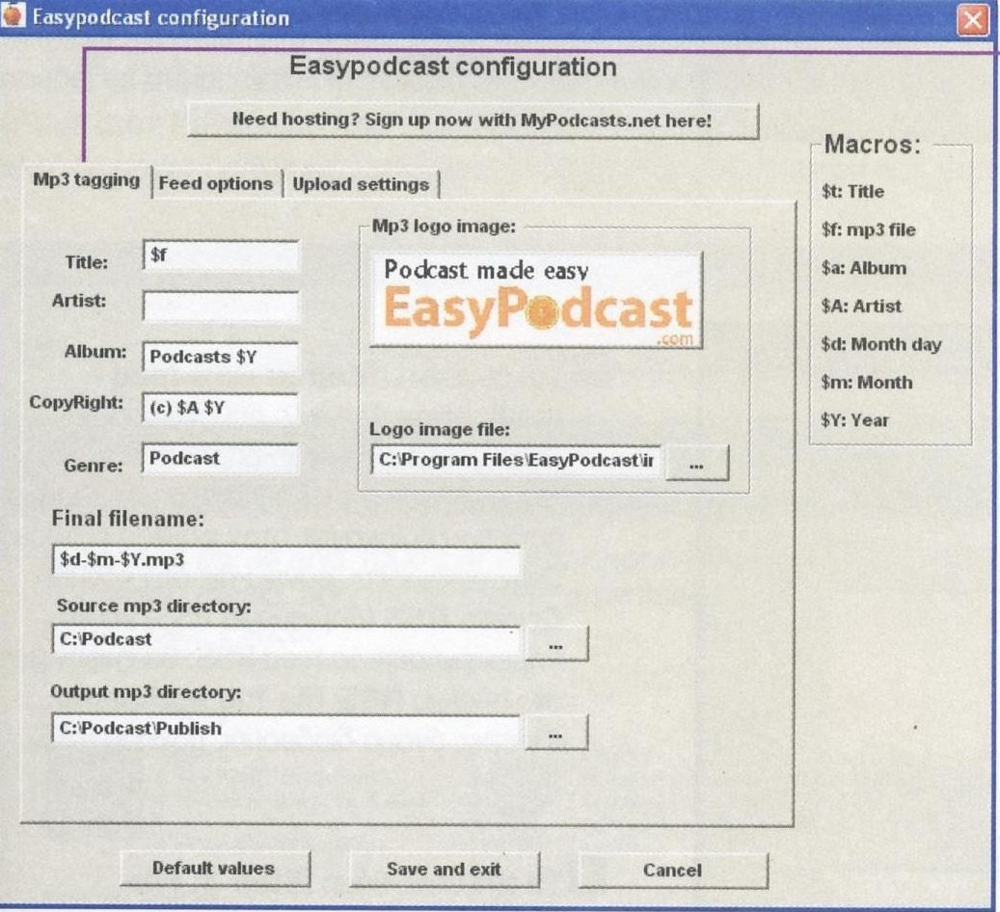 Easypodcast configuration
Easypodcast configuration
Need hosting? Sign up now with MyPodcasts.net here!
Mp3 tagging
Feed options
Upload settings
Title:
$f
Artist:
Album:
Podcasts $Y
CopyRight:
(c) $A $Y
Genre:
Podcast
Mp3 logo image:
Podcast made easy
EasyPodcast
.com
Logo image file:
C:\Program Files\EasyPodcast\ir
...
Final filename:
$d-$m-$Y.mp3
Source mp3 directory:
C:\Podcast
...
Output mp3 directory:
C:\Podcast\Publish
...
Macros:
$t: Title
$f: mp3 file
$a: Album
$A: Artist
$d: Month day
$m: Month
$Y: Year
Default values
Save and exit
Cancel